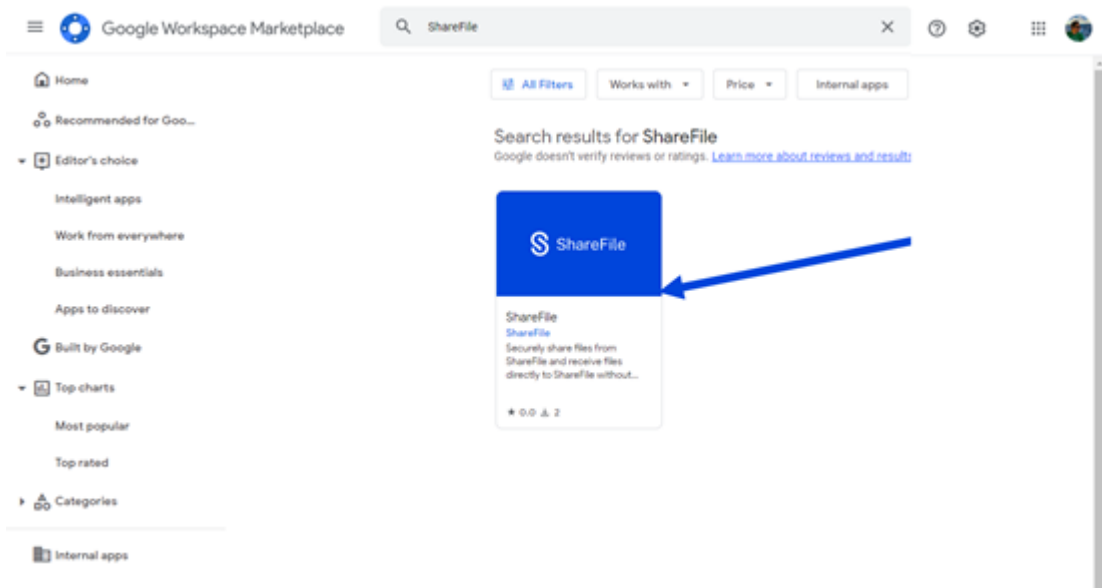 Google Workspace Marketplace
ShareFile
Home
Recommended for Goo...
Editor's choice
Intelligent apps
Work from everywhere
Business essentials
Apps to discover
Built by Google
Top charts
Most popular
Top rated
Categories
Internal apps
All Filters
Works with
Price
Internal apps
Search results for ShareFile
Google doesn't verify reviews or ratings. Learn more about reviews and results
ShareFile
ShareFile
ShareFile
Securely share files from
ShareFile and receive files
directly to ShareFile without...
0.0 2